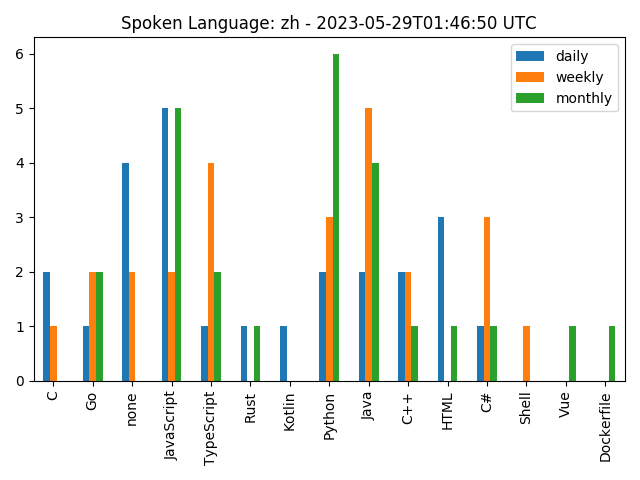 Spoken Language: zh - 2023-05-29T01:46:50 UTC
daily
weekly
monthly
6
5
4
3
2
1
0
C
Go
none
JavaScript
TypeScript
Rust
Kotlin
Python
Java
C++
HTML
C#
Shell
Vue
Dockerfile